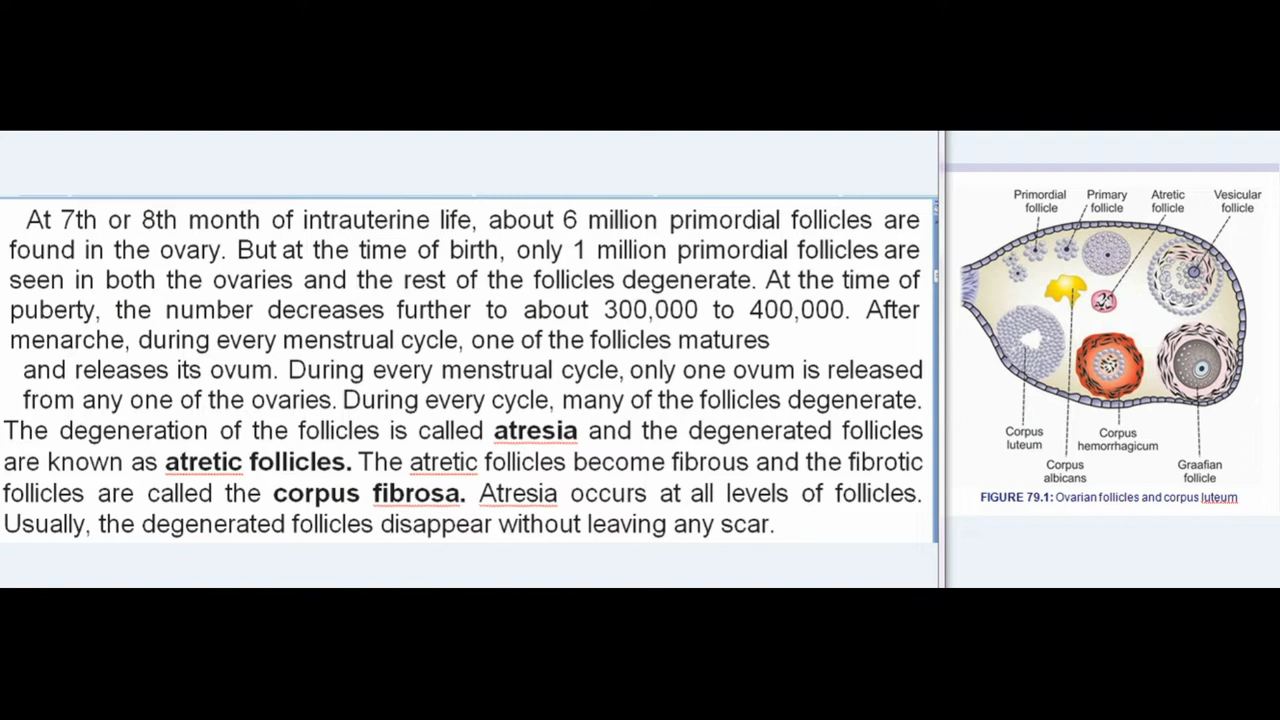 At 7th or 8th month of intrauterine life, about 6 million primordial follicles are
found in the ovary. But at the time of birth, only 1 million primordial follicles are
seen in both the ovaries and the rest of the follicles degenerate. At the time of
puberty, the number decreases further to about 300,000 to 400,000. After
menarche, during every menstrual cycle, one of the follicles matures
and releases its ovum. During every menstrual cycle, only one ovum is released
from any one of the ovaries. During every cycle, many of the follicles degenerate.
The degeneration of the follicles is called atresia and the degenerated follicles
are known as atretic follicles. The atretic follicles become fibrous and the fibrotic
follicles are called the corpus fibrosa. Atresia occurs at all levels of follicles.
Usually, the degenerated follicles disappear without leaving any scar.
Primordial follicle
Primary follicle
Atretic follicle
Vesicular follicle
Corpus luteum
Corpus albicans
Corpus hemorrhagicum
Graafian follicle
FIGURE 79.1: Ovarian follicles and corpus luteum